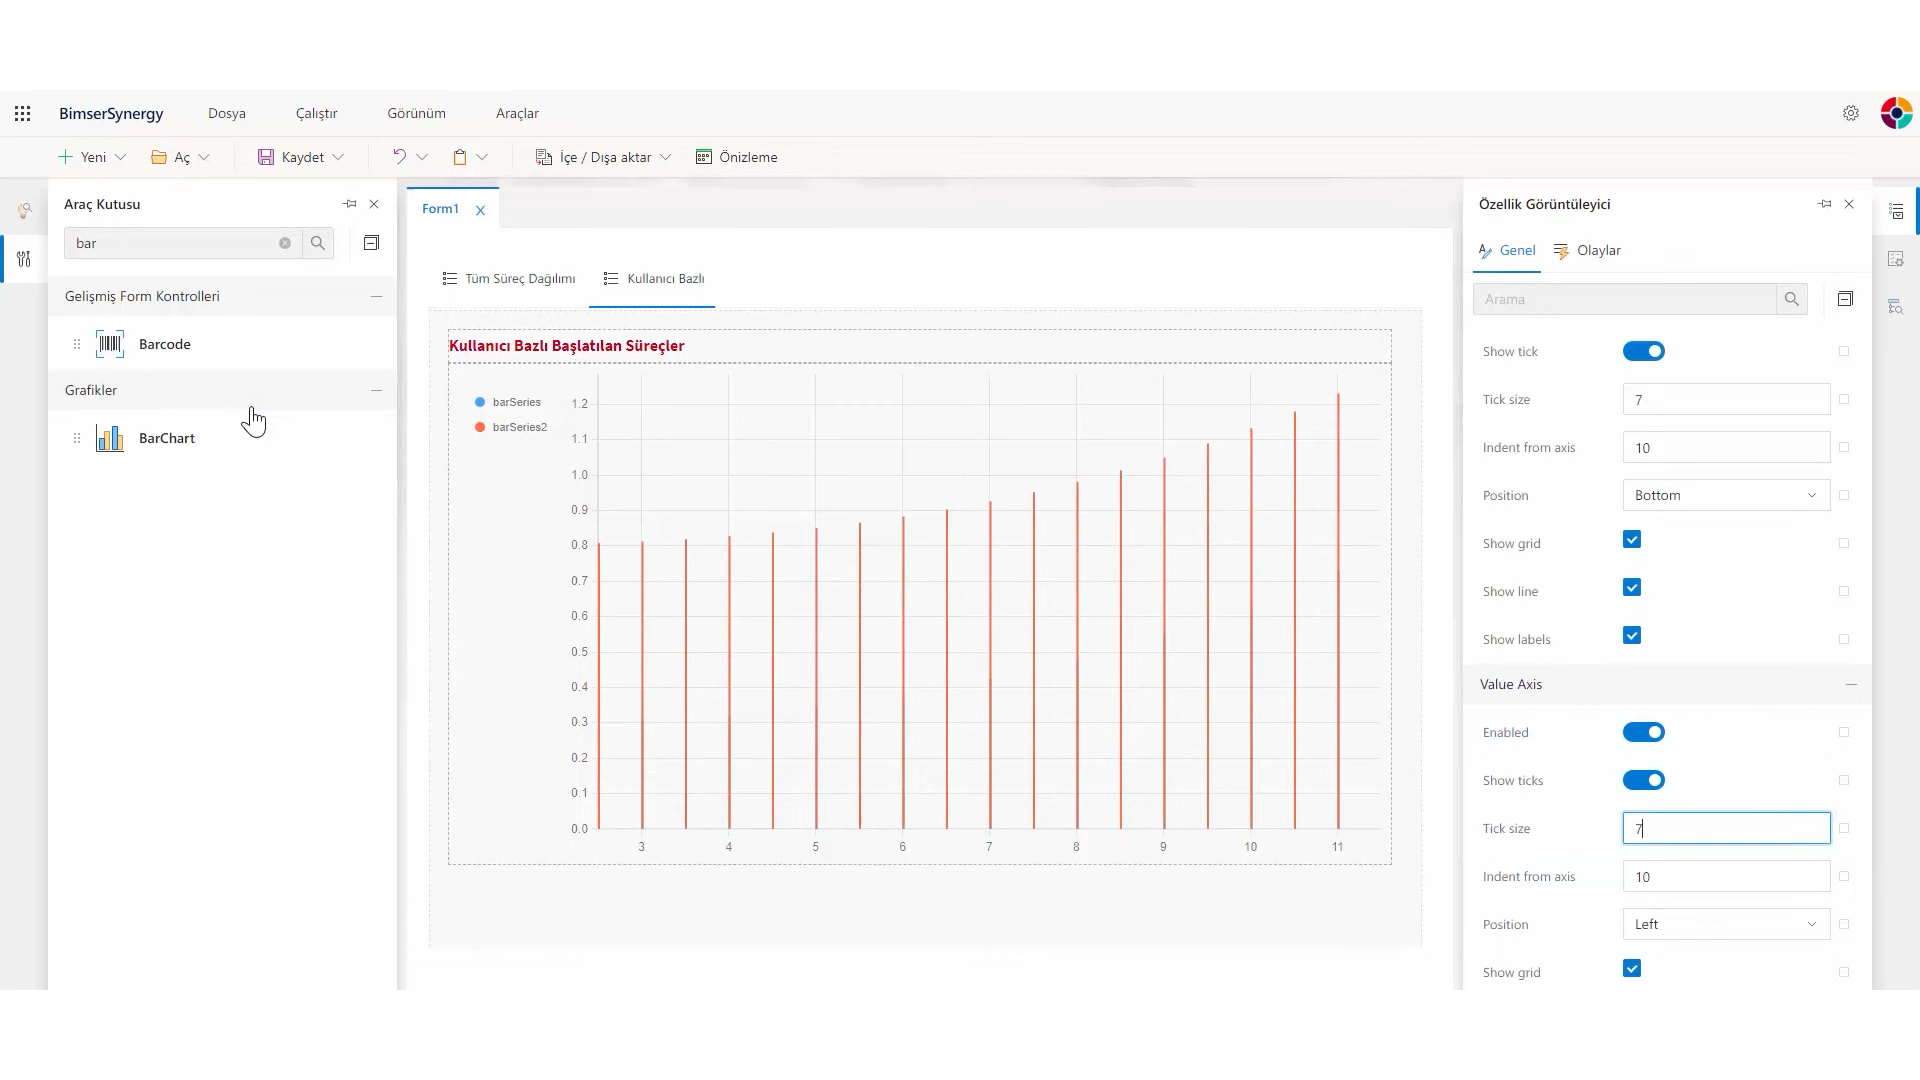 BimserSynergy Dosya Çalıştır Görünüm Araçlar
Yeni Aç Kaydet İçe / Dışa aktar Önizleme
Araç Kutusu
bar
Gelişmiş Form Kontrolleri
Barcode
Grafikler
BarChart
Form1
Tüm Süreç Dağılımı Kullanıcı Bazlı
Kullanıcı Bazlı Başlatılan Süreçler
barSeries
barSeries2
1.2
1.1
1.0
0.9
0.8
0.7
0.6
0.5
0.4
0.3
0.2
0.1
0.0
3 4 5 6 7 8 9 10 11
Özellik Görüntüleyici
Genel Olaylar
Arama
Show tick
Tick size 7
Indent from axis 10
Position Bottom
Show grid
Show line
Show labels
Value Axis
Enabled
Show ticks
Tick size 7
Indent from axis 10
Position Left
Show grid